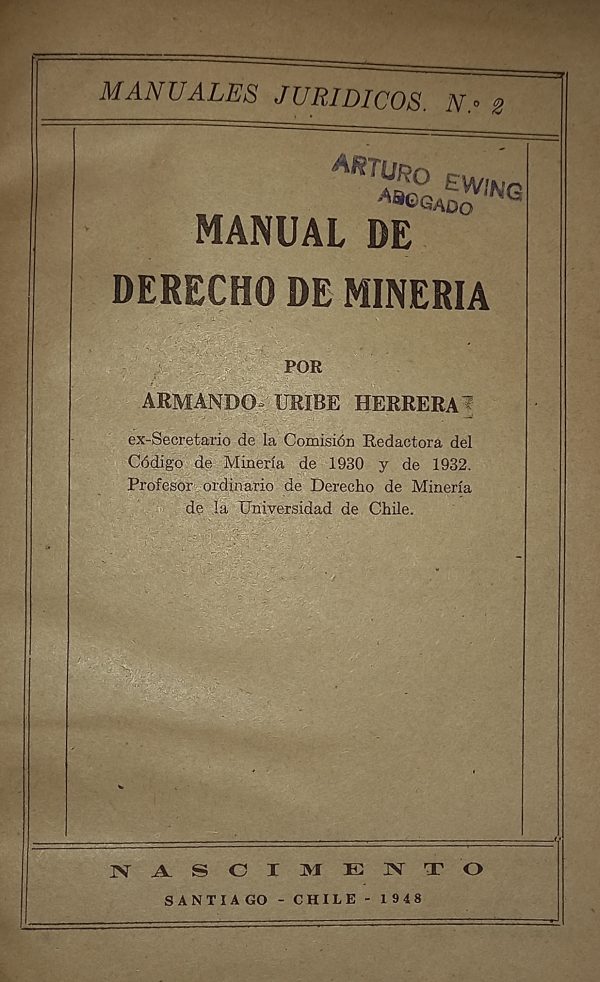 MANUALES JURIDICOS. N.º 2
ARTURO EWING
ABOGADO
MANUAL DE
DERECHO DE MINERIA
POR
ARMANDO URIBE HERRERA
ex-Secretario de la Comisión Redactora del
Código de Minería de 1930 y de 1932.
Profesor ordinario de Derecho de Minería
de la Universidad de Chile.
NASCIMENTO
SANTIAGO - CHILE - 1948